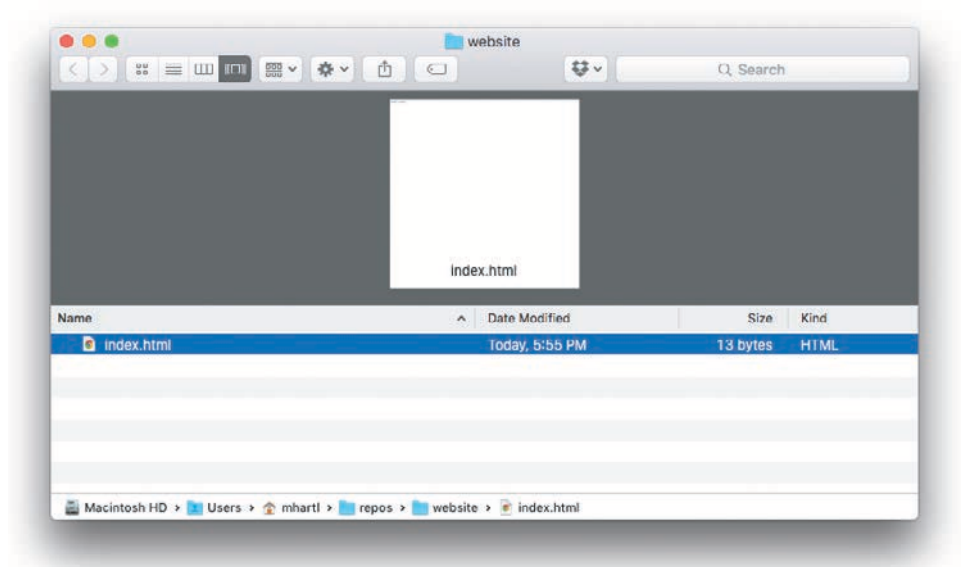 website
Search
index.html
Name Date Modified Size Kind
index.html Today, 5:55 PM 13 bytes HTML
Macintosh HD › Users › mhartl › repos › website › index.html